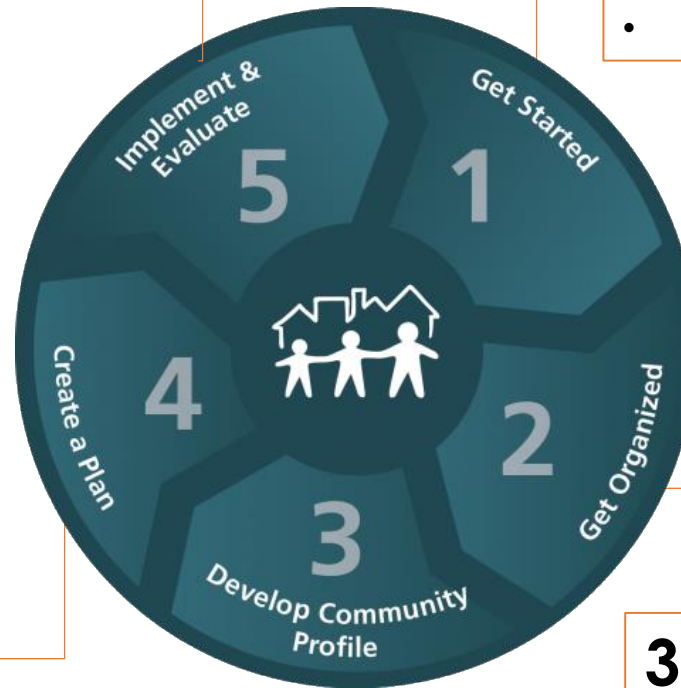 •
Get Started
1
2
Get Organized
3
Develop Community
Profile
4
Create a Plan
5
Implement &
Evaluate
3